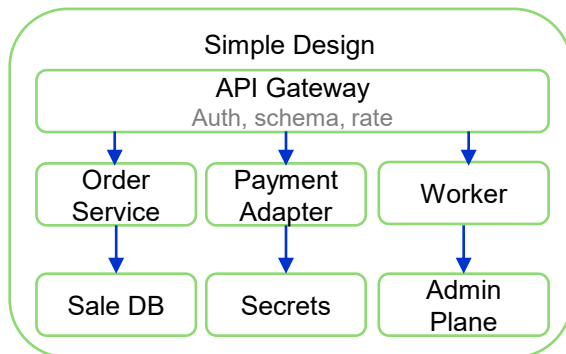 Simple Design
API Gateway
Auth, schema, rate
Order
Service
Payment
Adapter
Worker
Sale DB
Secrets
Admin
Plane